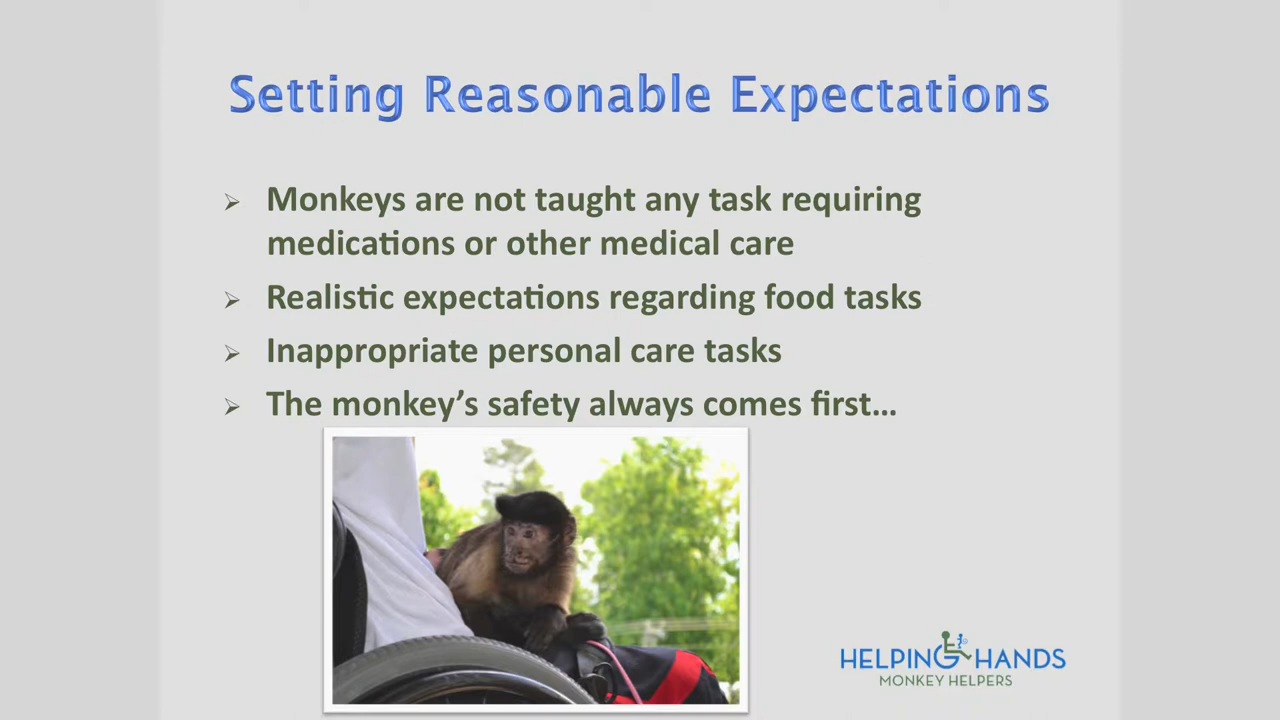 Setting Reasonable Expectations
Monkeys are not taught any task requiring
medications or other medical care
Realistic expectations regarding food tasks
Inappropriate personal care tasks
The monkey’s safety always comes first…
HELPING HANDS
MONKEY HELPERS